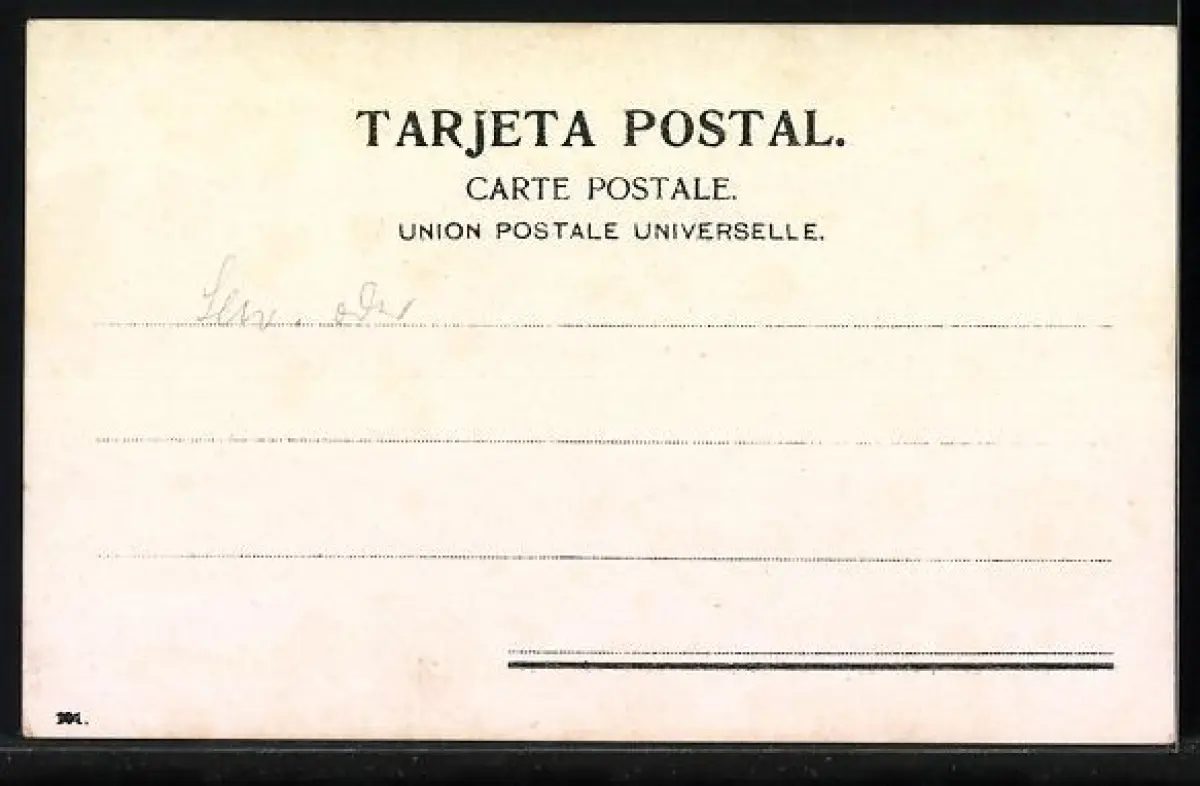 TARJETA POSTAL.
CARTE POSTALE.
UNION POSTALE UNIVERSELLE.